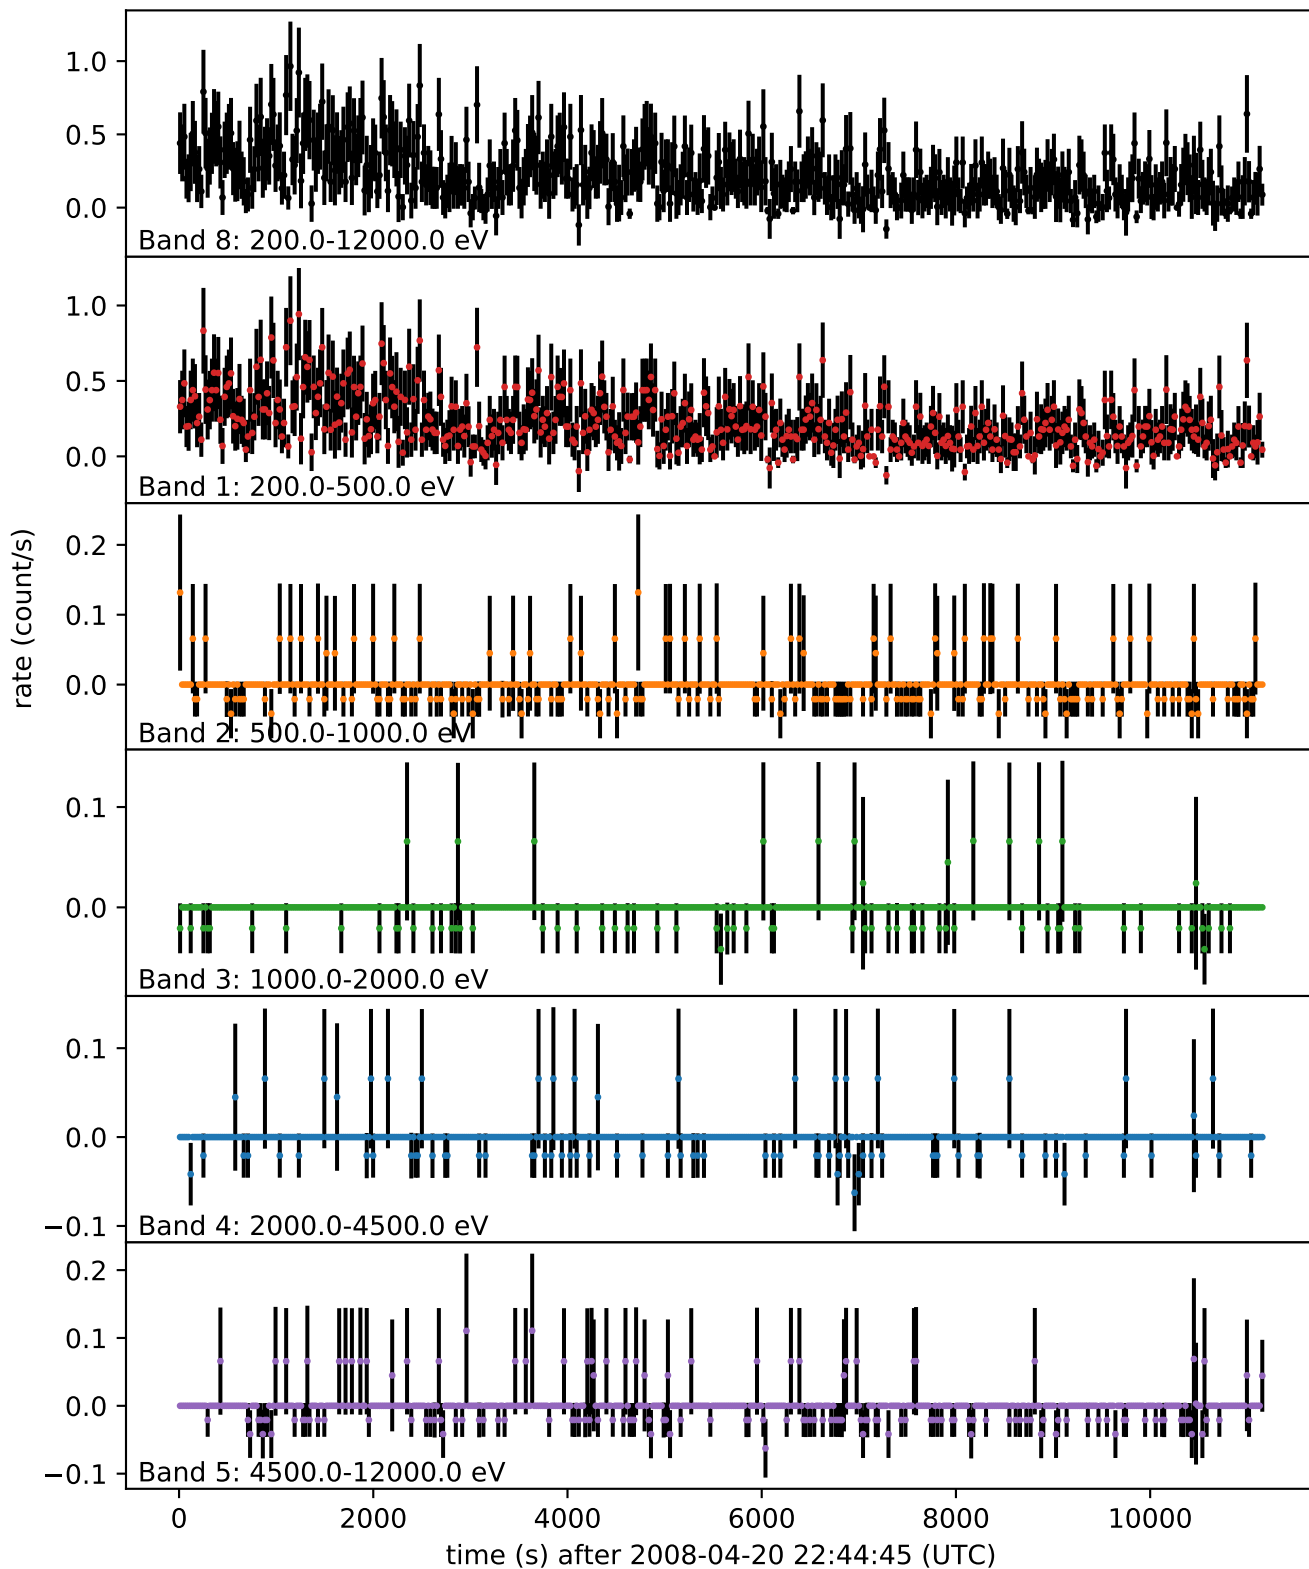 1.0
0.5
0.0
Band 8: 200.0-12000.0 eV
1.0
0.5
0.0
Band 1: 200.0-500.0 eV
0.2
0.1
0.0
Band 2: 500.0-1000.0 eV
rate (count/s)
0.1
0.0
Band 3: 1000.0-2000.0 eV
0.1
0.0
−0.1
Band 4: 2000.0-4500.0 eV
0.2
0.1
0.0
−0.1
Band 5: 4500.0-12000.0 eV
0 2000 4000 6000 8000 10000
time (s) after 2008-04-20 22:44:45 (UTC)